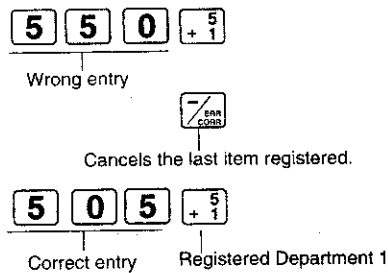 5 5 0 5 + 1
Wrong entry
-/ ERR CORR
Cancels the last item registered.
5 0 5 5 + 1
Correct entry Registered Department 1